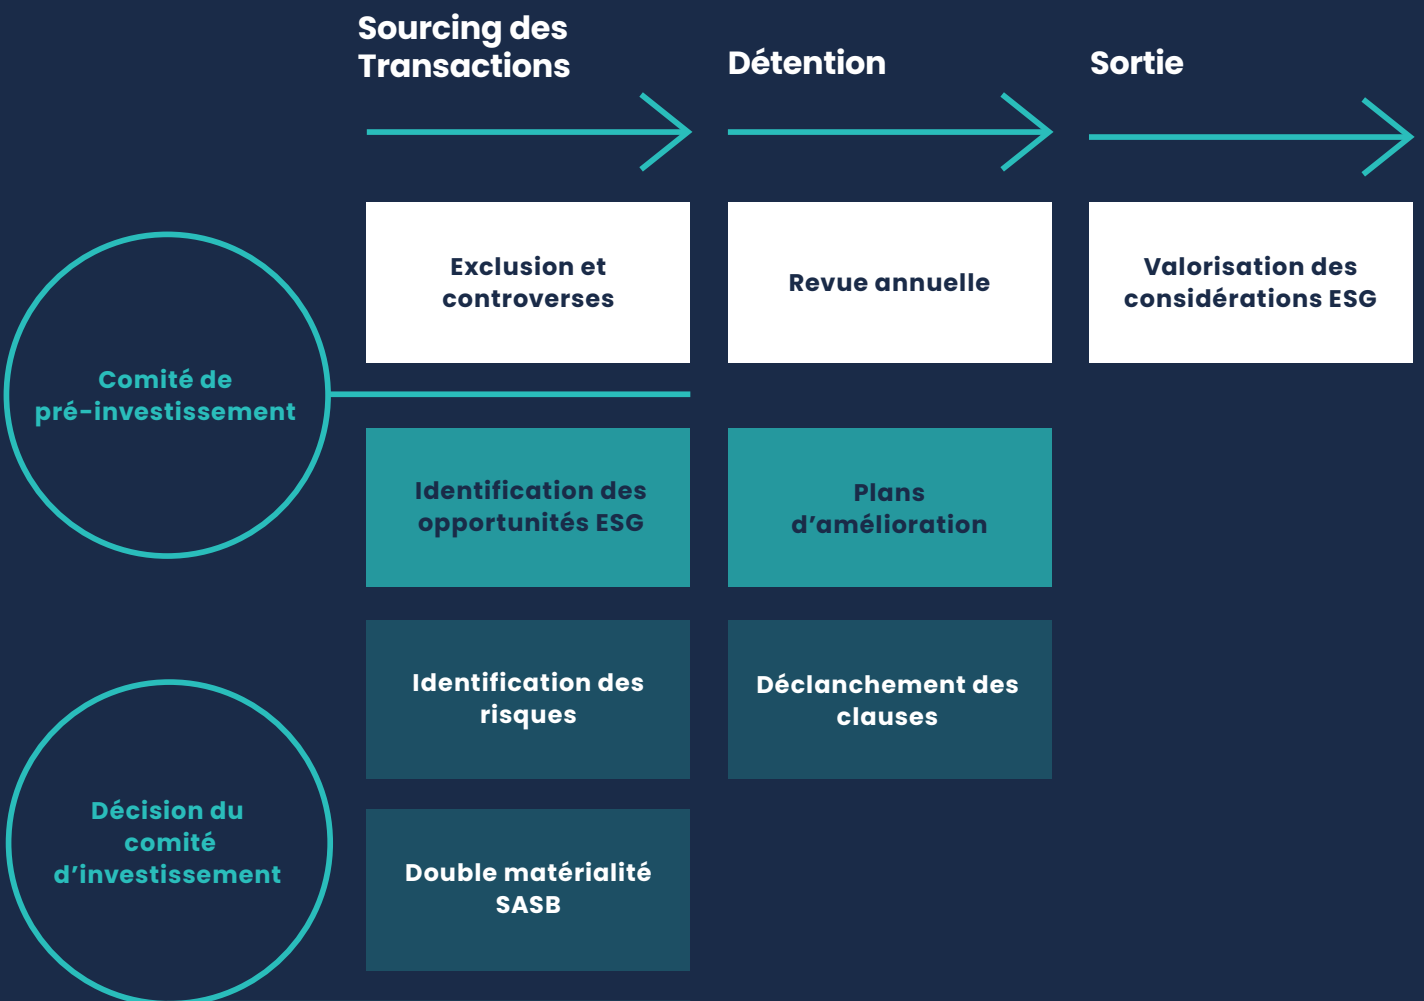 Sourcing des
Transactions
Détention
Sortie
Exclusion et
controverses
Revue annuelle
Valorisation des
considérations ESG
Comité de
pré-investissement
Identification des
opportunités ESG
Plans
d’amélioration
Identification des
risques
Déclanchement des
clauses
Décision du
comité
d’investissement
Double matérialité
SASB